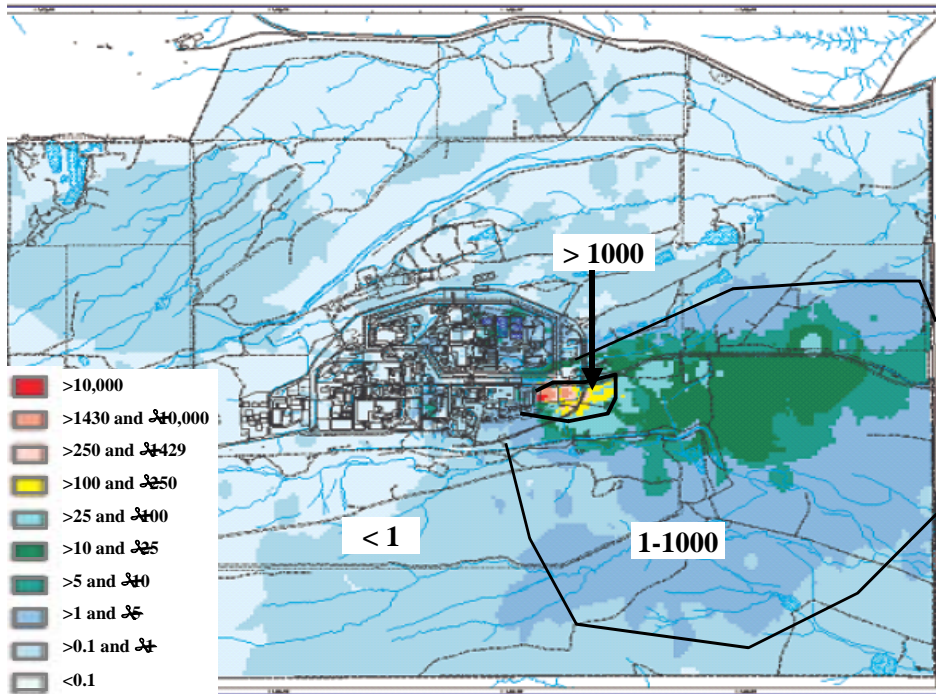 > 1000
>10,000
>1430 and ≤10,000
>250 and ≤1429
>100 and ≤250
>25 and ≤100
>10 and ≤25
>5 and ≤10
>1 and ≤5
>0.1 and ≤1
<0.1
< 1
1-1000